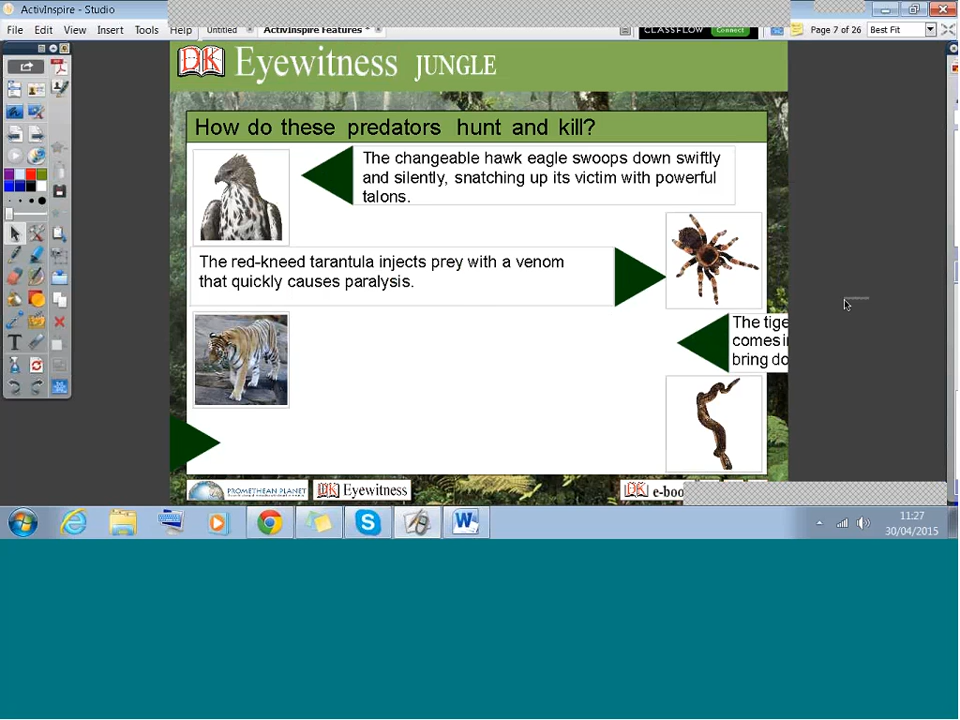 ActivInspire - Studio
File Edit View Insert Tools Help
Untitled
ActivInspire Features *
CLASSFLOW Connect
Page 7 of 26
Best Fit
DK Eyewitness JUNGLE
How do these predators hunt and kill?
The changeable hawk eagle swoops down swiftly
and silently, snatching up its victim with powerful
talons.
The red-kneed tarantula injects prey with a venom
that quickly causes paralysis.
The tige
comes in
bring do
PROMETHEAN PLANET
DK Eyewitness
DK e-boo
11:27
30/04/2015